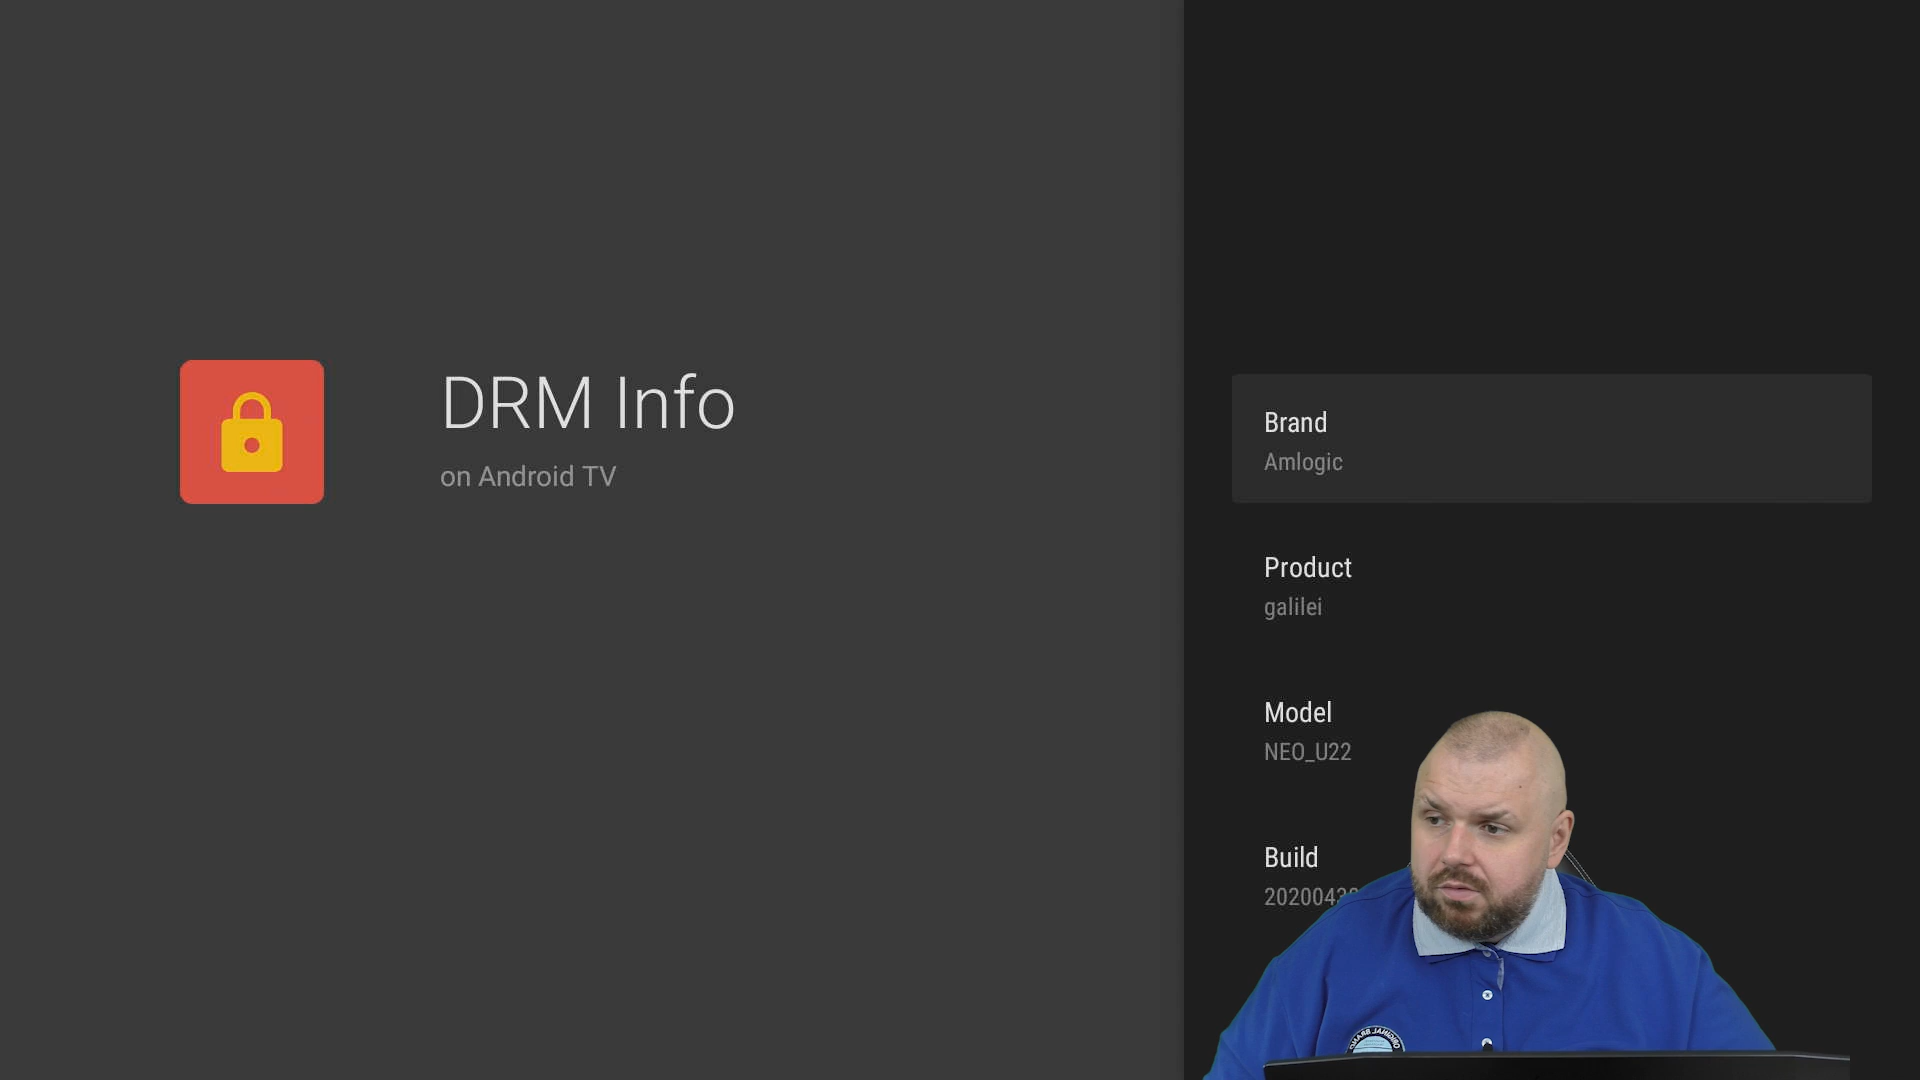 DRM Info
on Android TV
Brand
Amlogic
Product
galilei
Model
NEO_U22
Build